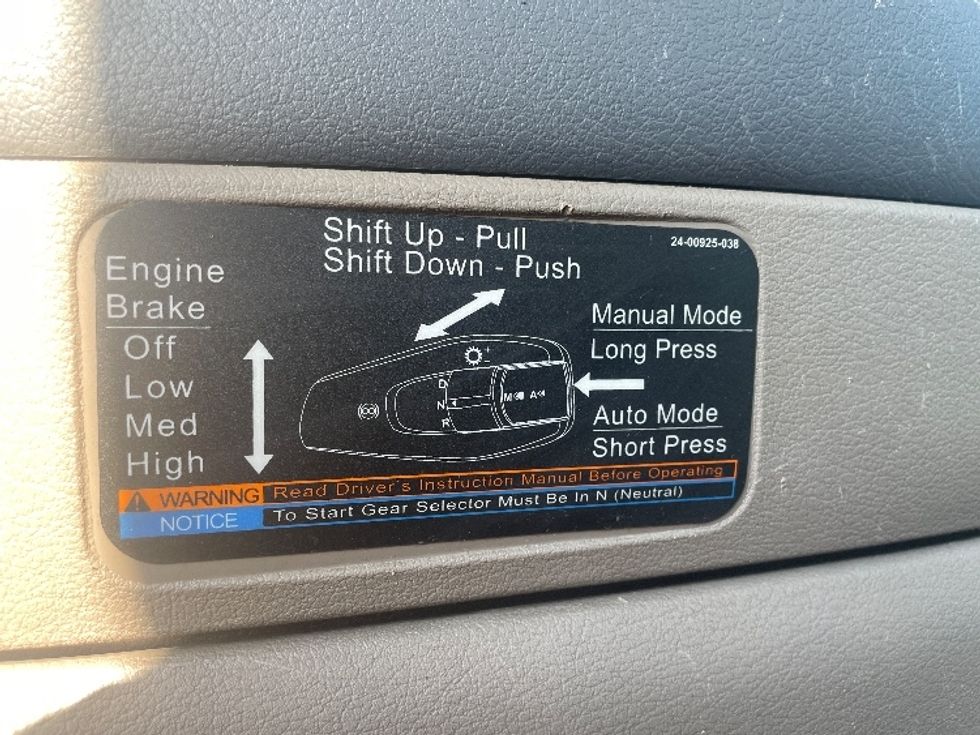 Shift Up - Pull
Shift Down - Push
24-00925-038
Engine
Brake
Off
Low
Med
High
Manual Mode
Long Press
Auto Mode
Short Press
D
N
R
M
A
WARNING Read Driver's Instruction Manual Before Operating
NOTICE To Start Gear Selector Must Be In N (Neutral)